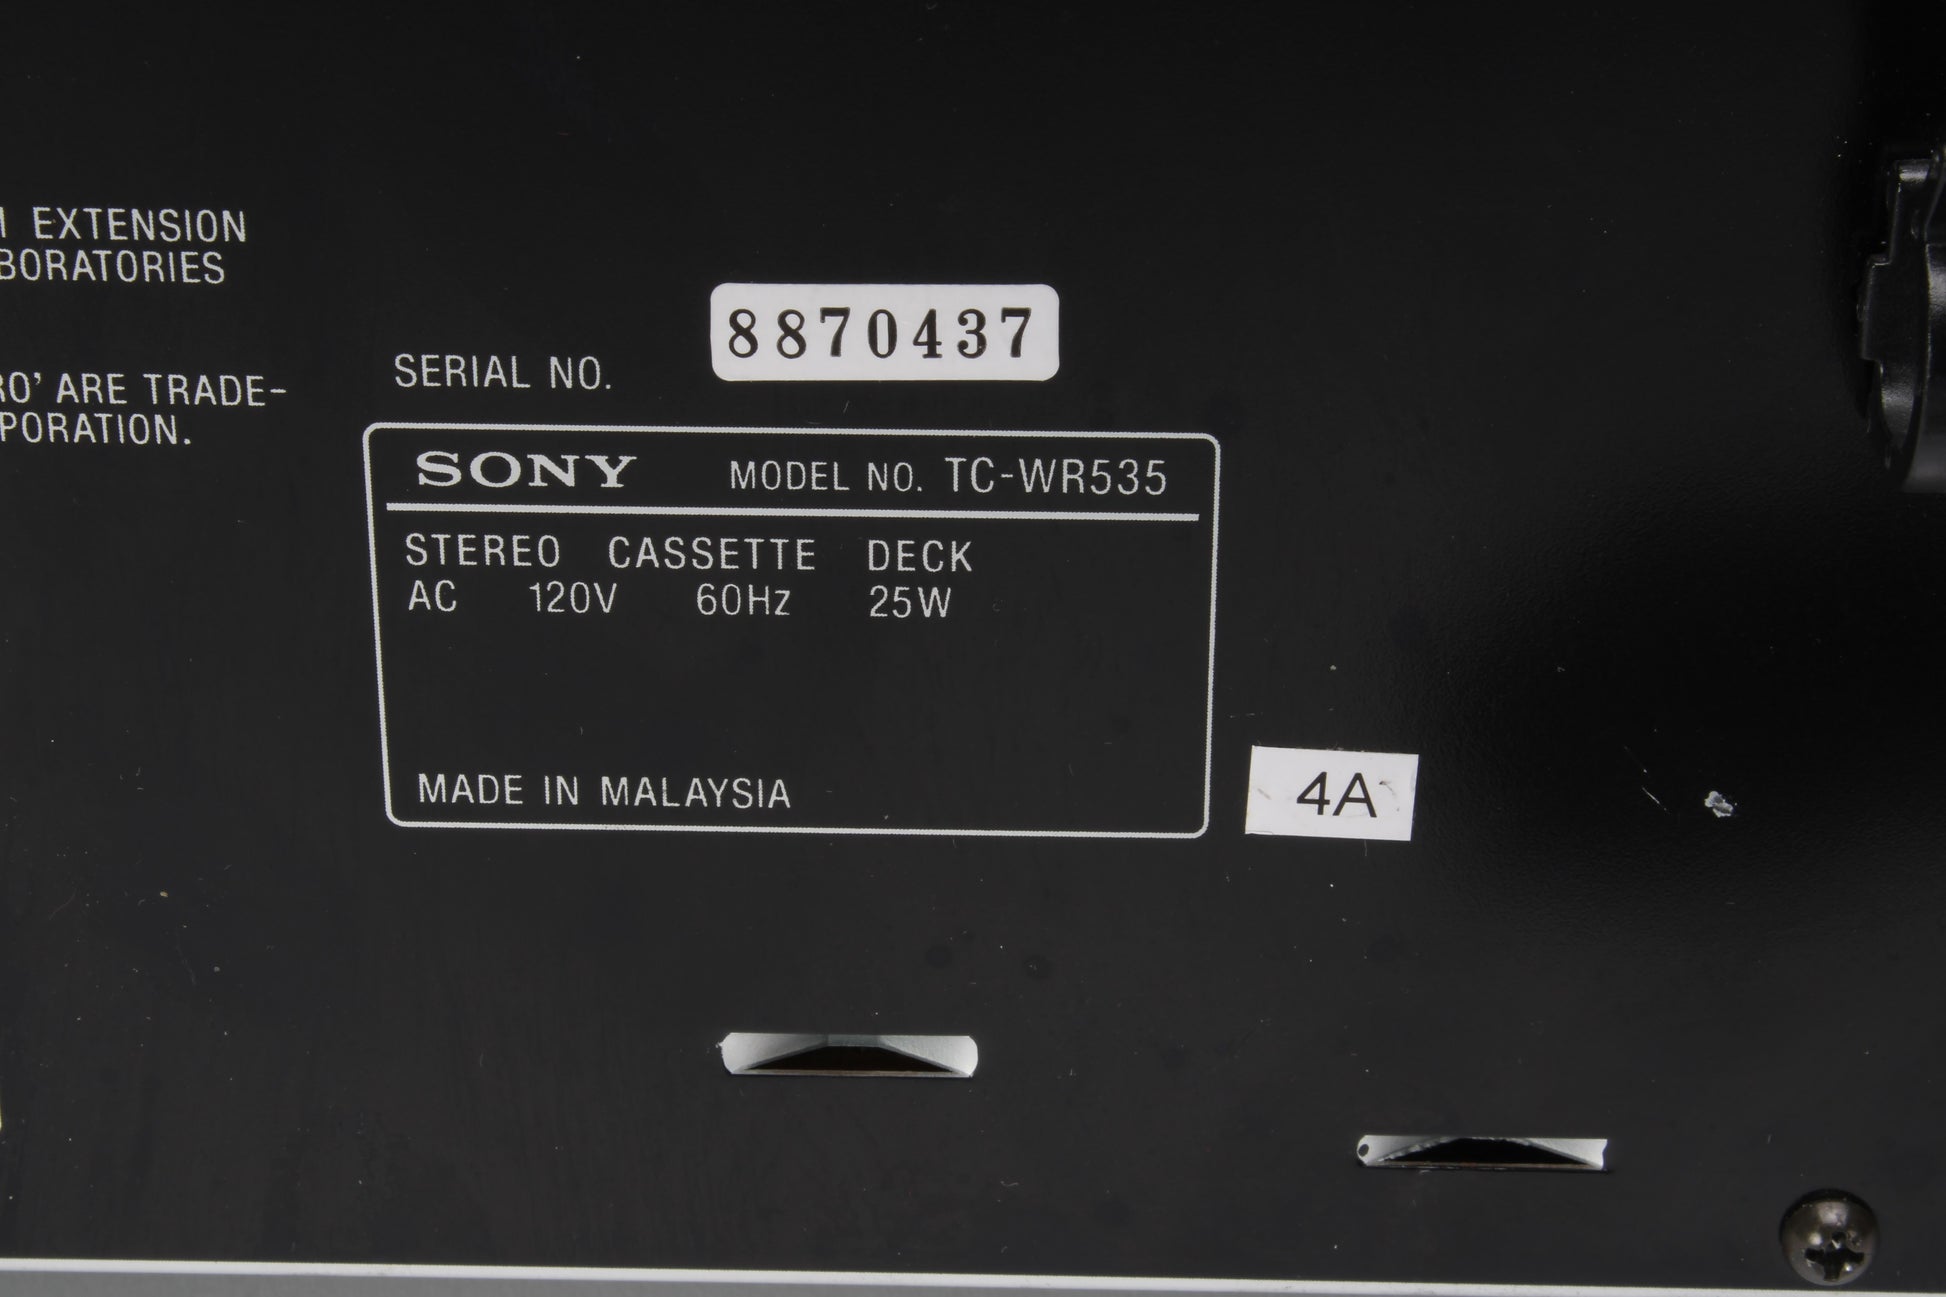 EXTENSION
BORATORIES
RO' ARE TRADE-
PORATION.
8870437
SERIAL NO.
SONY MODEL NO. TC-WR535
STEREO CASSETTE DECK
AC 120V 60Hz 25W
MADE IN MALAYSIA
4A